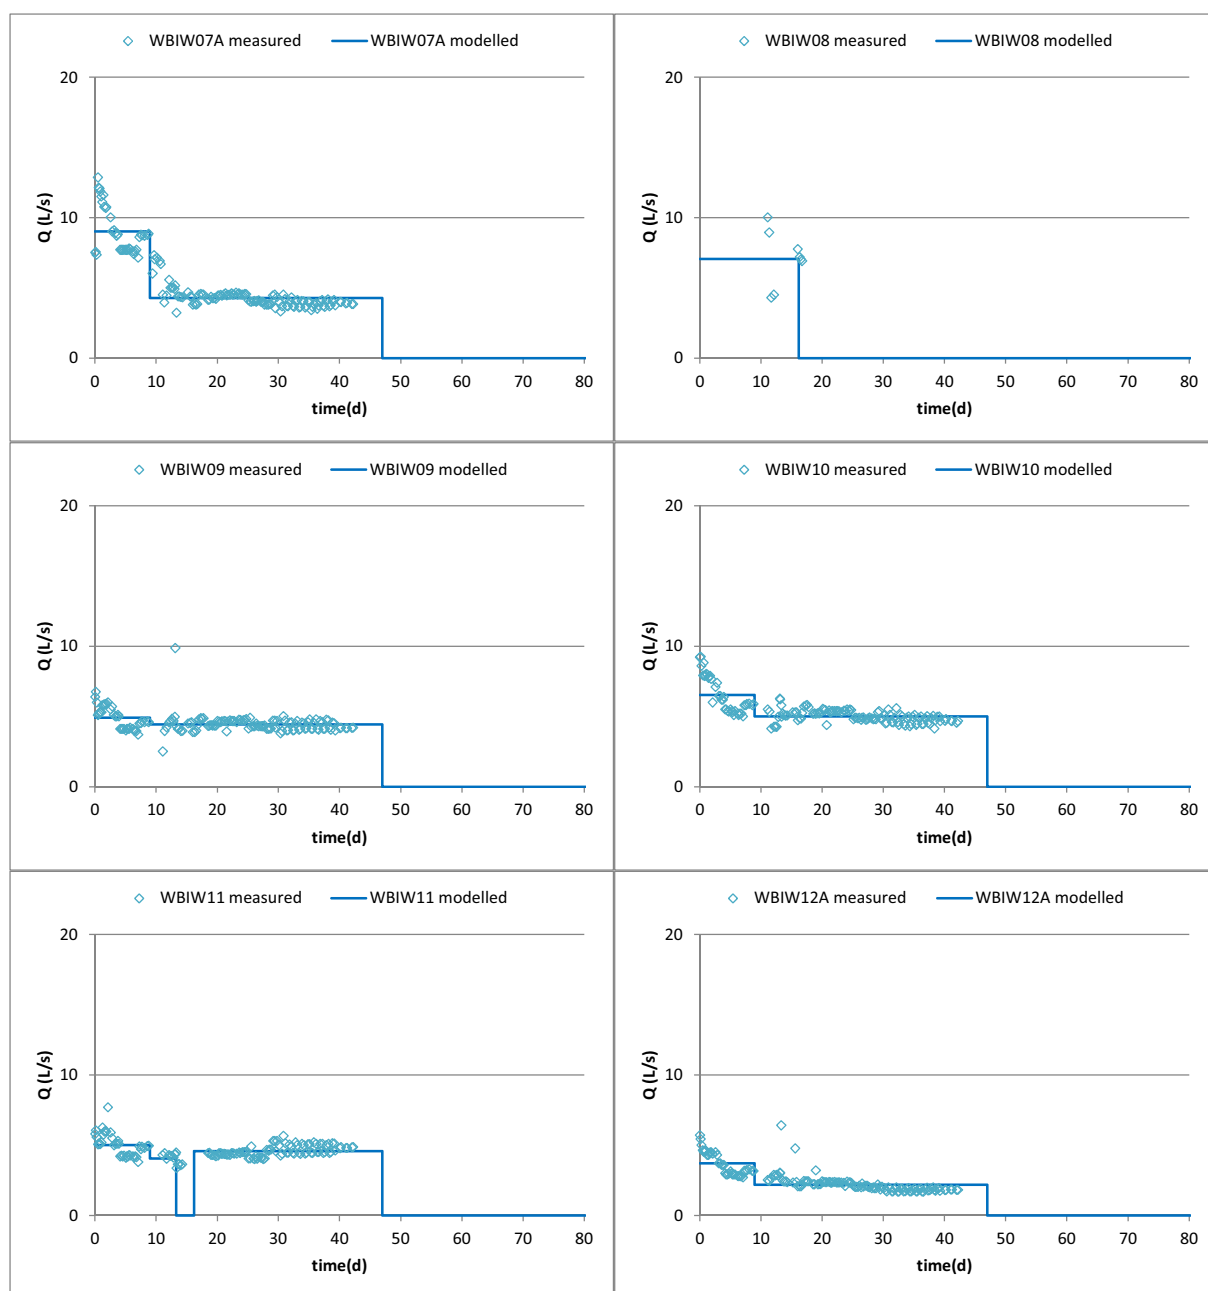 WBIW07A measured WBIW07A modelled
20
10
0
Q (L/s)
0 10 20 30 40 50 60 70 80
time(d)
WBIW08 measured WBIW08 modelled
20
10
0
Q (L/s)
0 10 20 30 40 50 60 70 80
time(d)
WBIW09 measured WBIW09 modelled
20
10
0
Q (L/s)
0 10 20 30 40 50 60 70 80
time(d)
WBIW10 measured WBIW10 modelled
20
10
0
Q (L/s)
0 10 20 30 40 50 60 70 80
time(d)
WBIW11 measured WBIW11 modelled
20
10
0
Q (L/s)
0 10 20 30 40 50 60 70 80
time(d)
WBIW12A measured WBIW12A modelled
20
10
0
Q (L/s)
0 10 20 30 40 50 60 70 80
time(d)